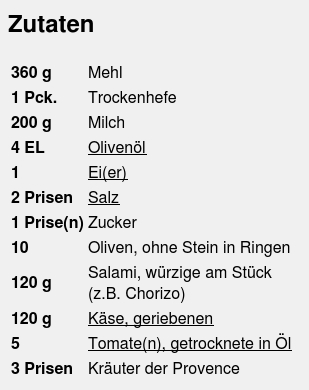 Zutaten
360 g Mehl
1 Pck. Trockenhefe
200 g Milch
4 EL Olivenöl
1 Ei(er)
2 Prisen Salz
1 Prise(n) Zucker
10 Oliven, ohne Stein in Ringen
120 g Salami, würzige am Stück
(z.B. Chorizo)
120 g Käse, geriebenen
5 Tomate(n), getrocknete in Öl
3 Prisen Kräuter der Provence